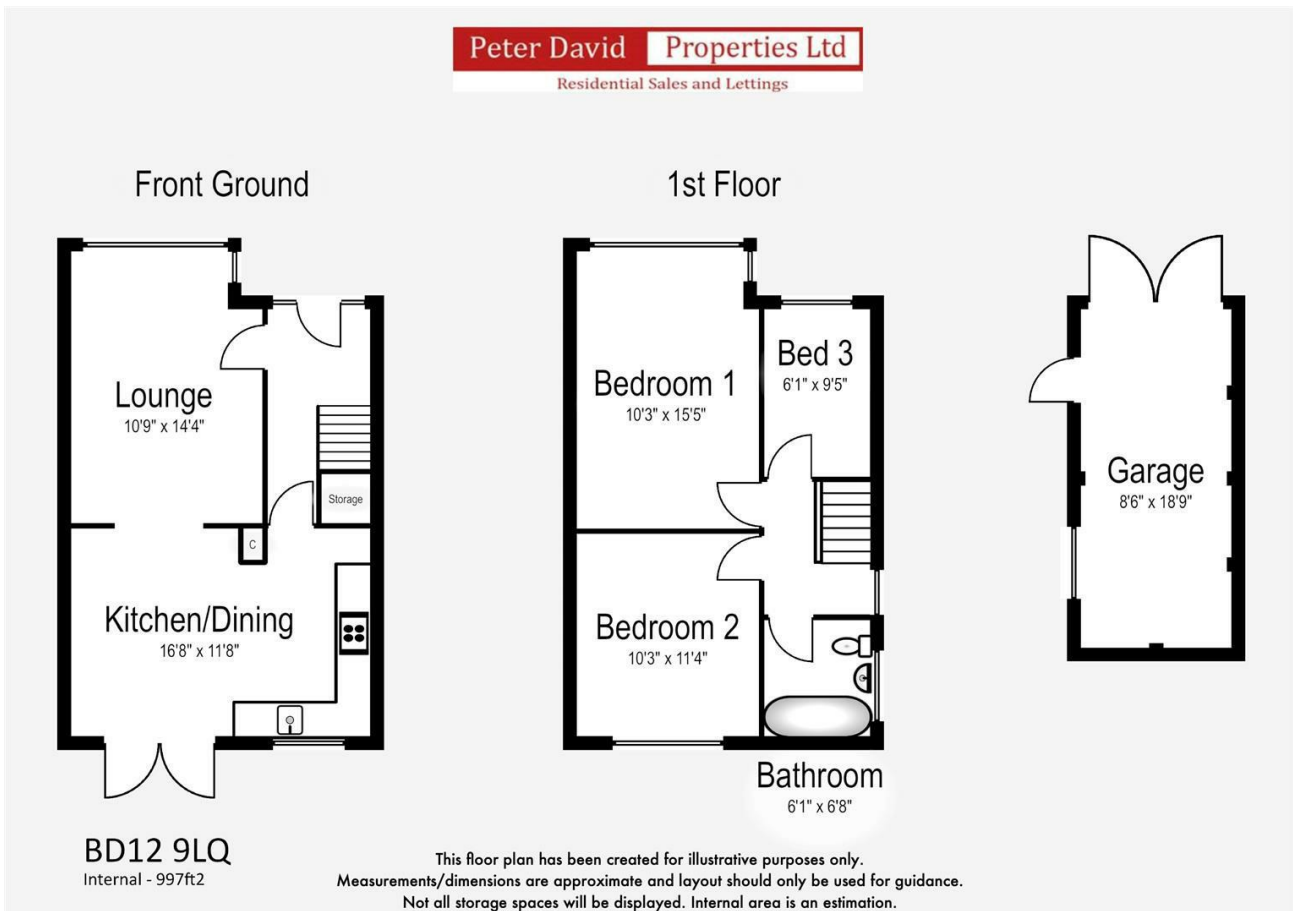 Peter David Properties Ltd
Residential Sales and Lettings
Front Ground
1st Floor
Lounge
10'9" x 14'4"
Storage
C
Kitchen/Dining
16'8" x 11'8"
Bedroom 1
10'3" x 15'5"
Bed 3
6'1" x 9'5"
Bedroom 2
10'3" x 11'4"
Bathroom
6'1" x 6'8"
Garage
8'6" x 18'9"
BD12 9LQ
Internal - 997ft2
This floor plan has been created for illustrative purposes only.
Measurements/dimensions are approximate and layout should only be used for guidance.
Not all storage spaces will be displayed. Internal area is an estimation.